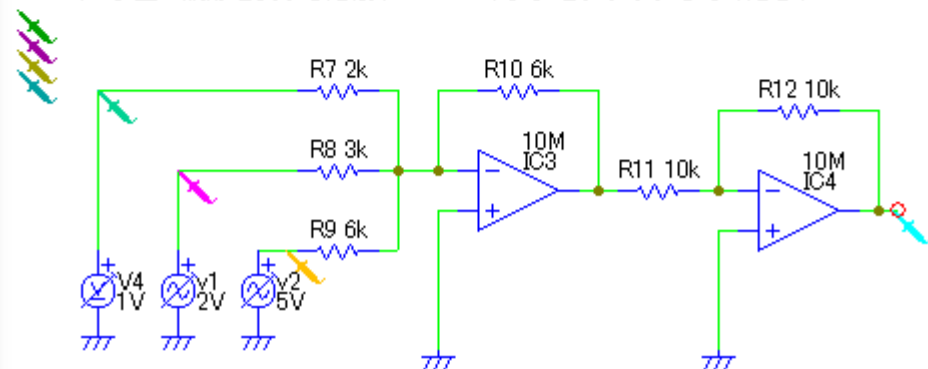 R7 2k
R10 6k
R12 10k
R8 3k
10M
IC3
R11 10k
10M
IC4
R9 6k
V4
1V
v1
2V
v2
5V